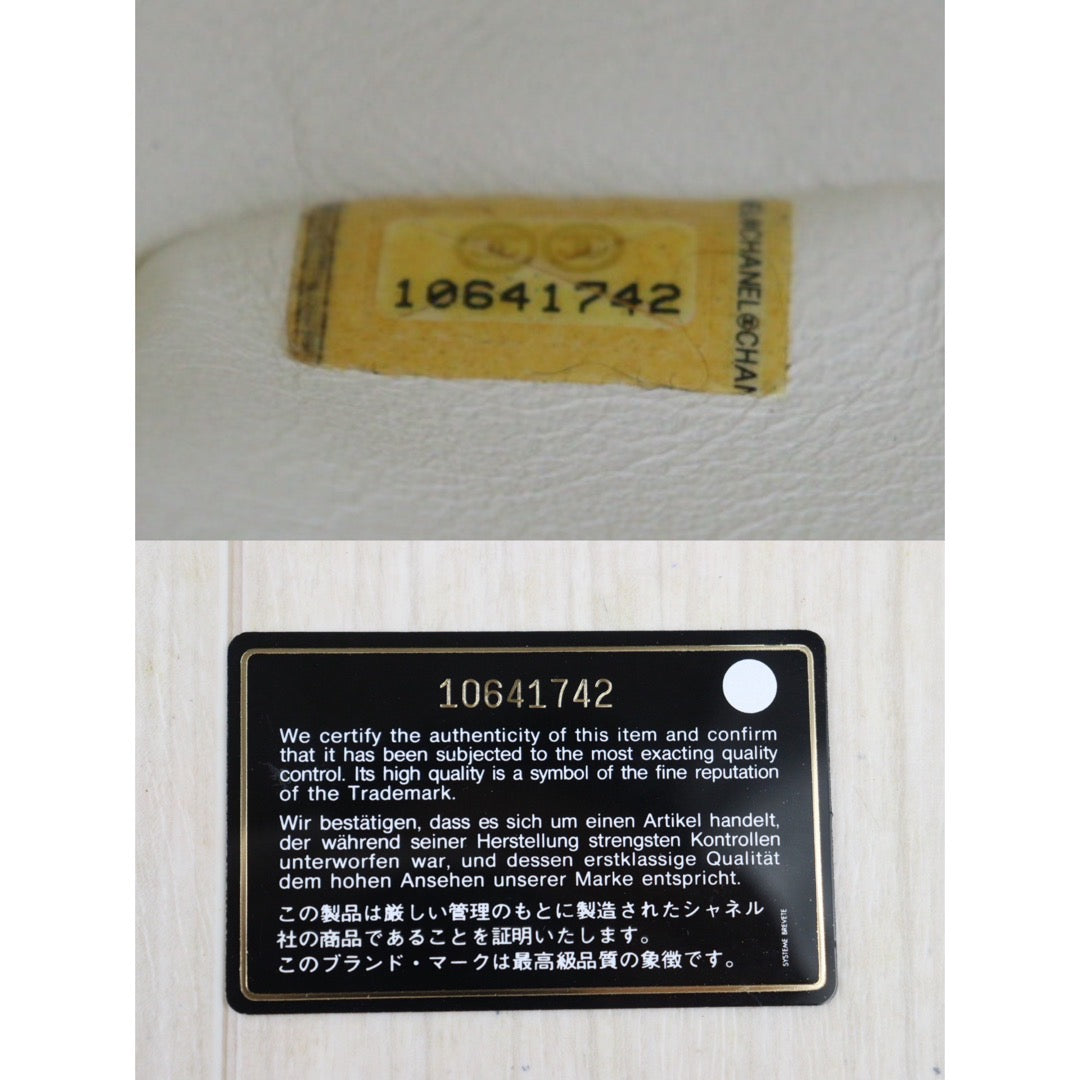 10641742
CHANEL®CHAN
10641742
We certify the authenticity of this item and confirm
that it has been subjected to the most exacting quality
control. Its high quality is a symbol of the fine reputation
of the Trademark.
Wir bestätigen, dass es sich um einen Artikel handelt,
der während seiner Herstellung strengsten Kontrollen
unterworfen war, und dessen erstklassige Qualität
dem hohen Ansehen unserer Marke entspricht.
この製品は厳しい管理のもとに製造されたシャネル
社の商品であることを証明いたします。
このブランド・マークは最高級品質の象徴です。
SYSTEME BREVETE